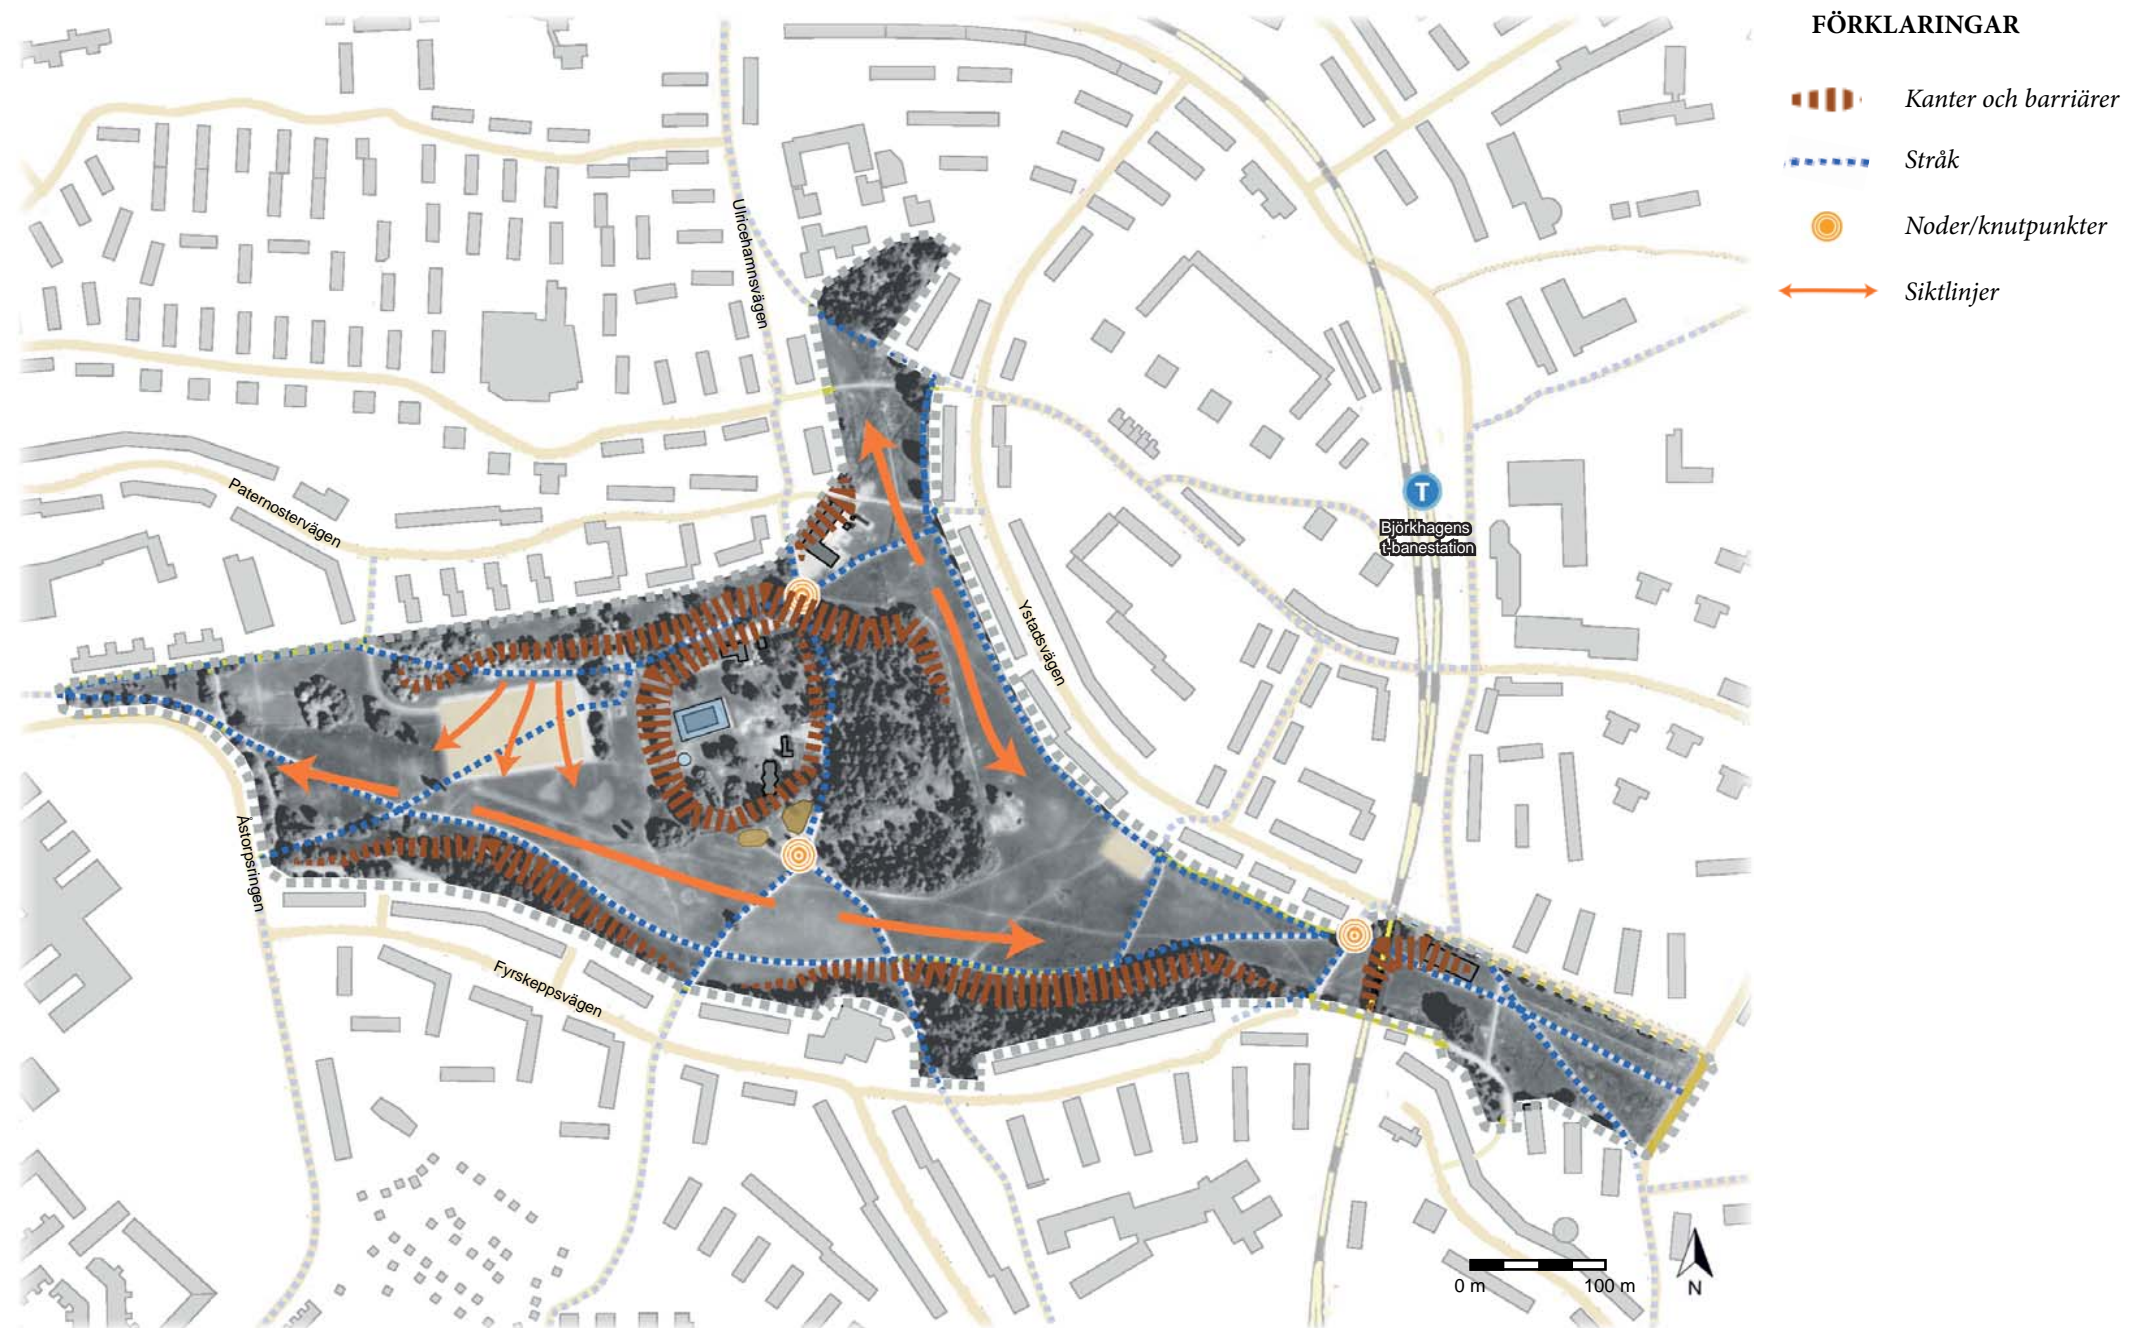 FÖRKLARINGAR
Kanter och barriärer
Stråk
Noder/knutpunkter
Siktlinjer
Ulricehamnsvägen
Paternostervägen
T
Björkhagens
t-banestation
Ystadsvägen
Åstorpsringen
Fyrskeppsvägen
0 m 100 m
N